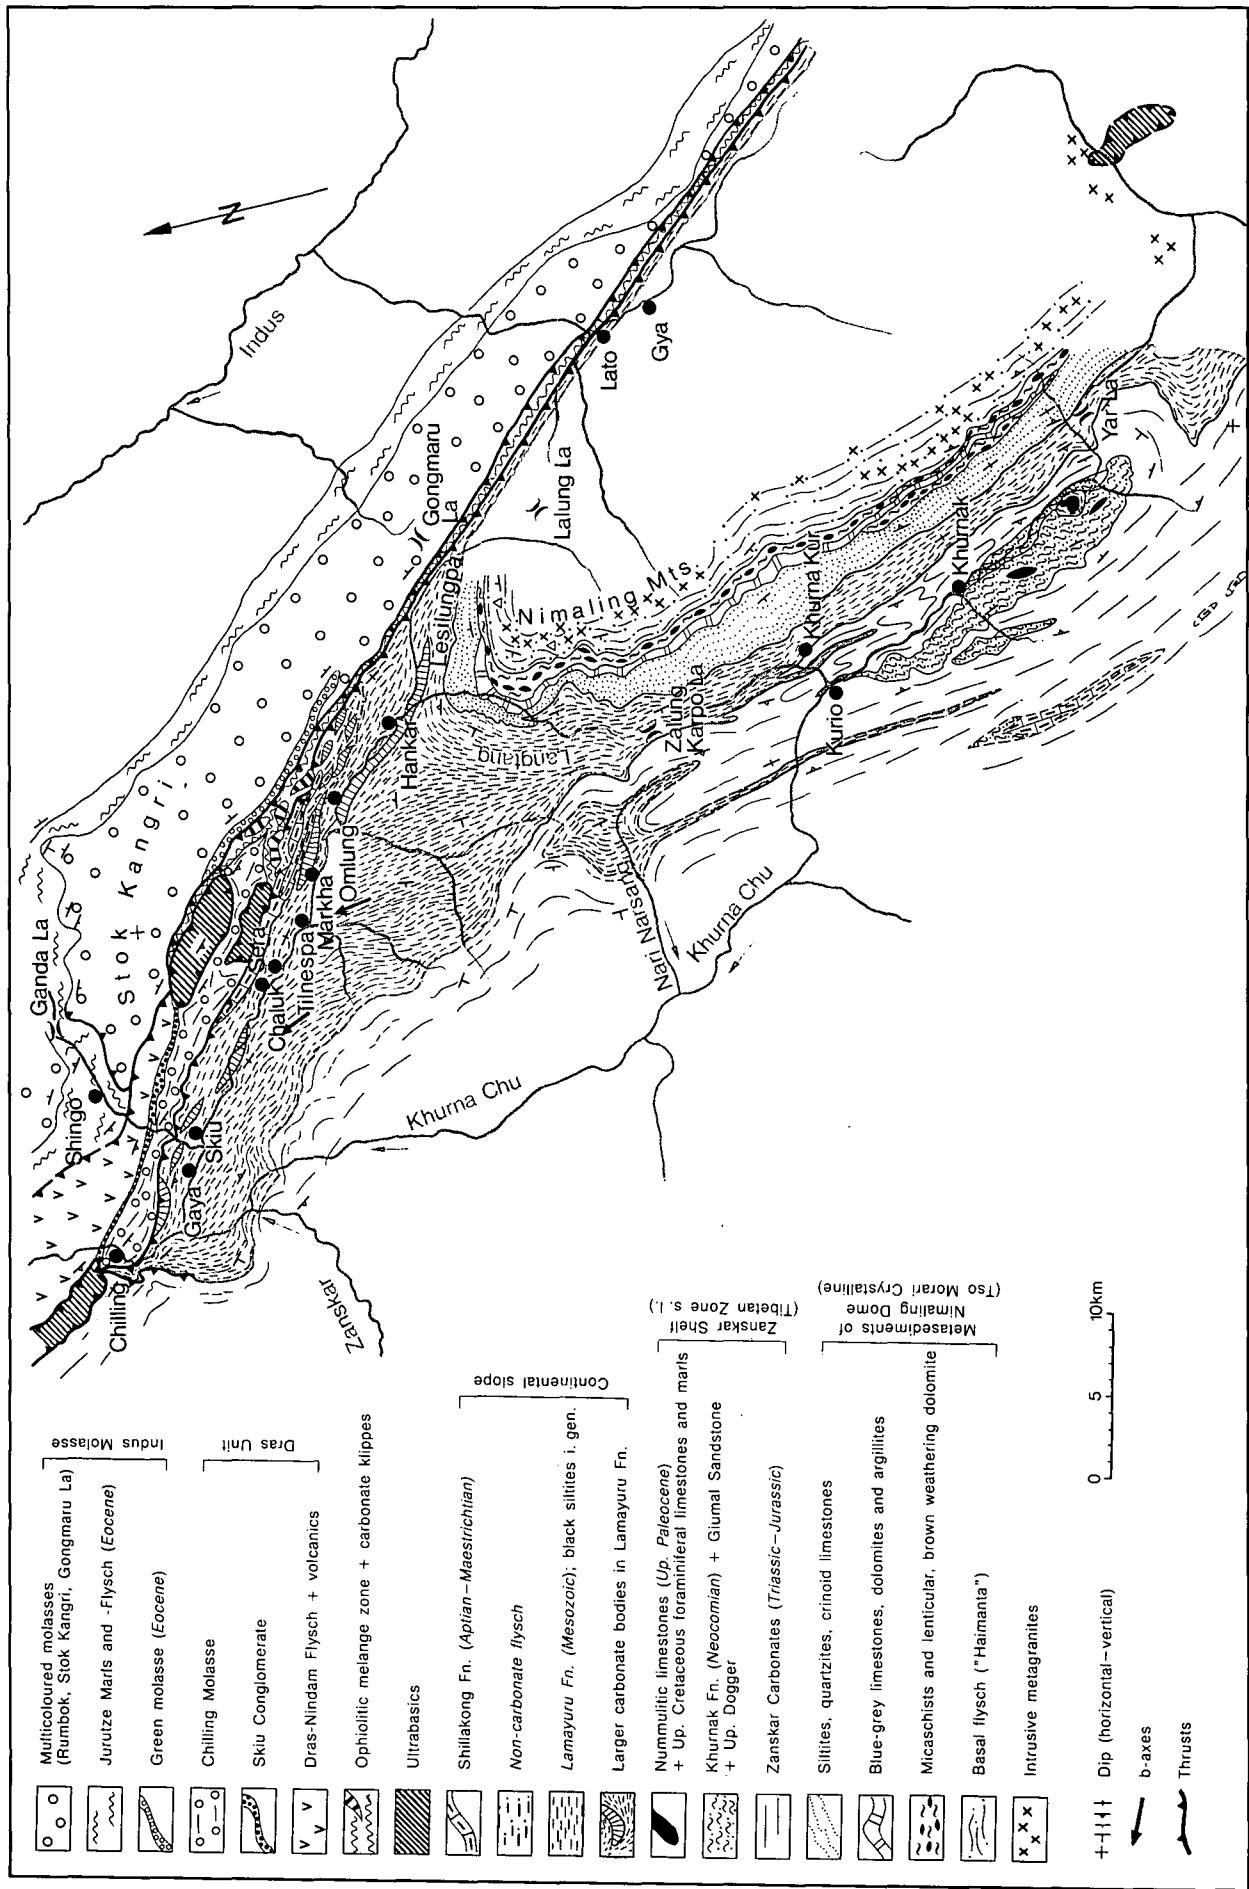 N
Indus
Ganda La
Stok Kangri
Shingo
Gongmaru
La
Lato
Gya
Lalung La
Lesilungpa
Nimaling Mts.
Hankar
Langtang
Zalung
Karpo La
Khurna Kur
Khurnak
Yar La
Kurio
Omlung
Markha
Tilnespa
Sera
Chaluk
Skiu
Gaya
Chilling
Zanskar
Khurna Chu
Nari Narsang
Khurna Chu
Multicoloured molasses
(Rumbok, Stok Kangri, Gongmaru La)
Jurutze Marls and -Flysch (Eocene)
Green molasse (Eocene)
Indus Molasse
Chilling Molasse
Skiu Conglomerate
Dras-Nindam Flysch + volcanics
Dras Unit
Ophiolitic melange zone + carbonate klippes
Ultrabasics
Shillakong Fn. (Aptian–Maestrichtian)
Non-carbonate flysch
Lamayuru Fn. (Mesozoic); black siltites i. gen.
Larger carbonate bodies in Lamayuru Fn.
Continental slope
Nummulitic limestones (Up. Paleocene)
+ Up. Cretaceous foraminiferal limestones and marls
Khurnak Fn. (Neocomian) + Giumal Sandstone
+ Up. Dogger
Zanskar Carbonates (Triassic–Jurassic)
Zanskar Shelf
(Tibetan Zone s. l.)
Siltites, quartzites, crinoid limestones
Blue-grey limestones, dolomites and argillites
Micaschists and lenticular, brown weathering dolomite
Basal flysch ("Haimanta")
Metasediments of
Nimaling Dome
(Tso Morari Crystalline)
Intrusive metagranites
Dip (horizontal–vertical)
b-axes
Thrusts
0 5 10km